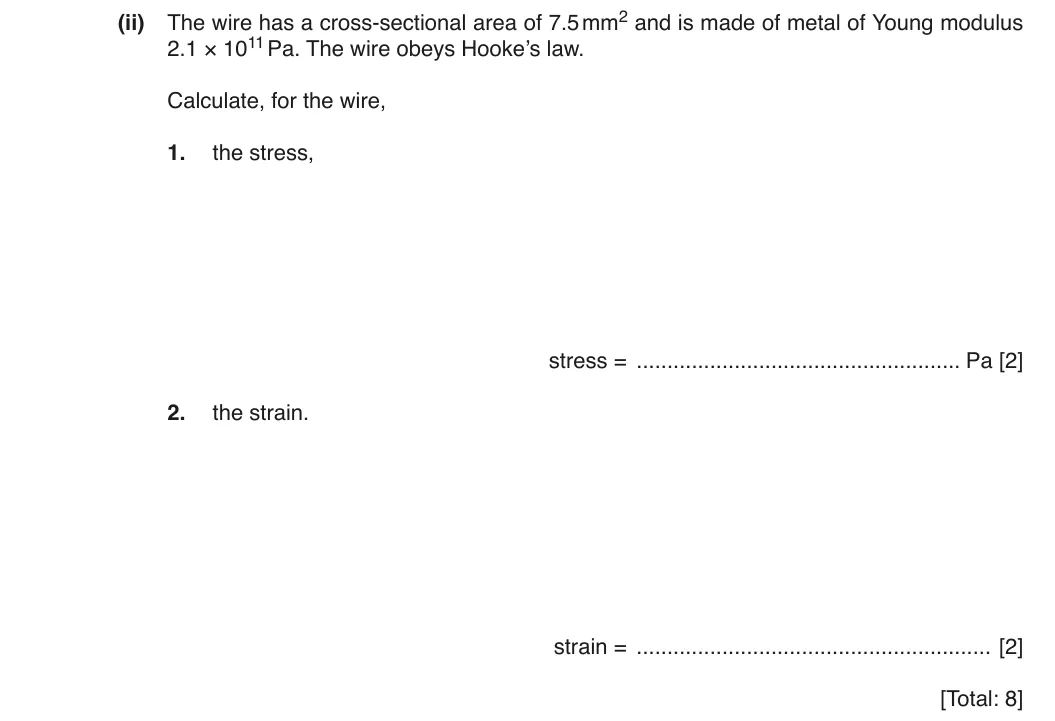 (ii) The wire has a cross-sectional area of 7.5 mm² and is made of metal of Young modulus
2.1 × 10¹¹ Pa. The wire obeys Hooke’s law.
Calculate, for the wire,
1. the stress,
stress = ..................................................... Pa [2]
2. the strain.
strain = .......................................................... [2]
[Total: 8]